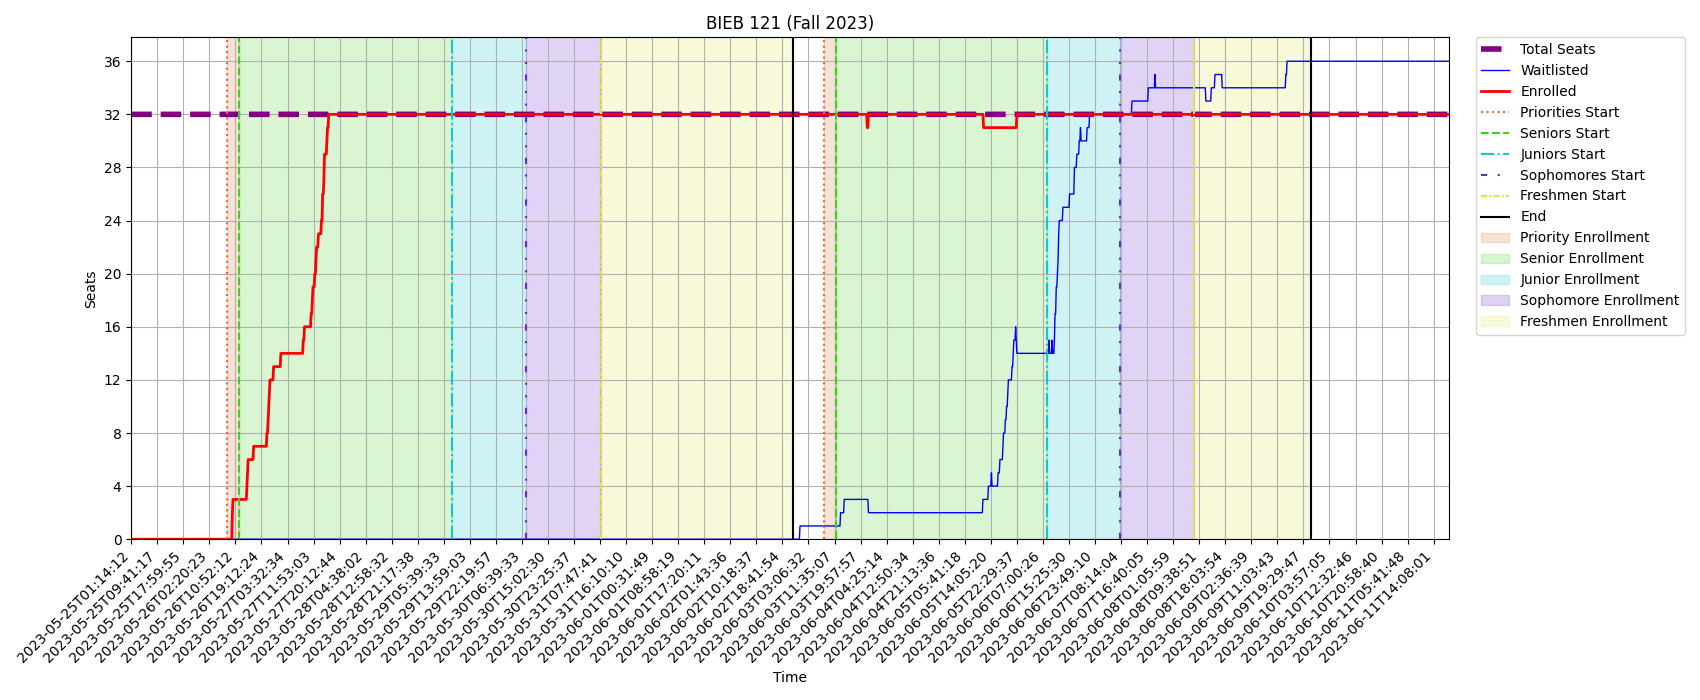 BIEB 121 (Fall 2023)
Seats
36
32
28
24
20
16
12
8
4
0
2023-05-25T01:14:12
2023-05-25T09:41:17
2023-05-25T17:59:55
2023-05-26T02:20:23
2023-05-26T10:52:12
2023-05-26T19:12:24
2023-05-27T03:32:34
2023-05-27T11:53:03
2023-05-27T20:12:44
2023-05-28T04:38:02
2023-05-28T12:58:32
2023-05-28T21:17:38
2023-05-29T05:39:33
2023-05-29T13:59:03
2023-05-29T22:19:57
2023-05-30T06:39:33
2023-05-30T15:02:30
2023-05-30T23:25:37
2023-05-31T07:47:41
2023-05-31T16:10:10
2023-06-01T00:31:49
2023-06-01T08:58:19
2023-06-01T17:20:11
2023-06-02T01:43:36
2023-06-02T10:18:37
2023-06-02T18:41:54
2023-06-03T03:06:32
2023-06-03T11:35:07
2023-06-03T19:57:57
2023-06-04T04:25:14
2023-06-04T12:50:34
2023-06-04T21:13:36
2023-06-05T05:41:18
2023-06-05T14:05:20
2023-06-05T22:29:37
2023-06-06T07:00:26
2023-06-06T15:25:30
2023-06-06T23:49:10
2023-06-07T08:14:04
2023-06-07T16:40:05
2023-06-08T01:05:59
2023-06-08T09:38:51
2023-06-08T18:03:54
2023-06-09T02:36:39
2023-06-09T11:03:43
2023-06-09T19:29:47
2023-06-10T03:57:05
2023-06-10T12:32:46
2023-06-10T20:58:40
2023-06-11T05:41:48
2023-06-11T14:08:01
Time
Total Seats
Waitlisted
Enrolled
Priorities Start
Seniors Start
Juniors Start
Sophomores Start
Freshmen Start
End
Priority Enrollment
Senior Enrollment
Junior Enrollment
Sophomore Enrollment
Freshmen Enrollment